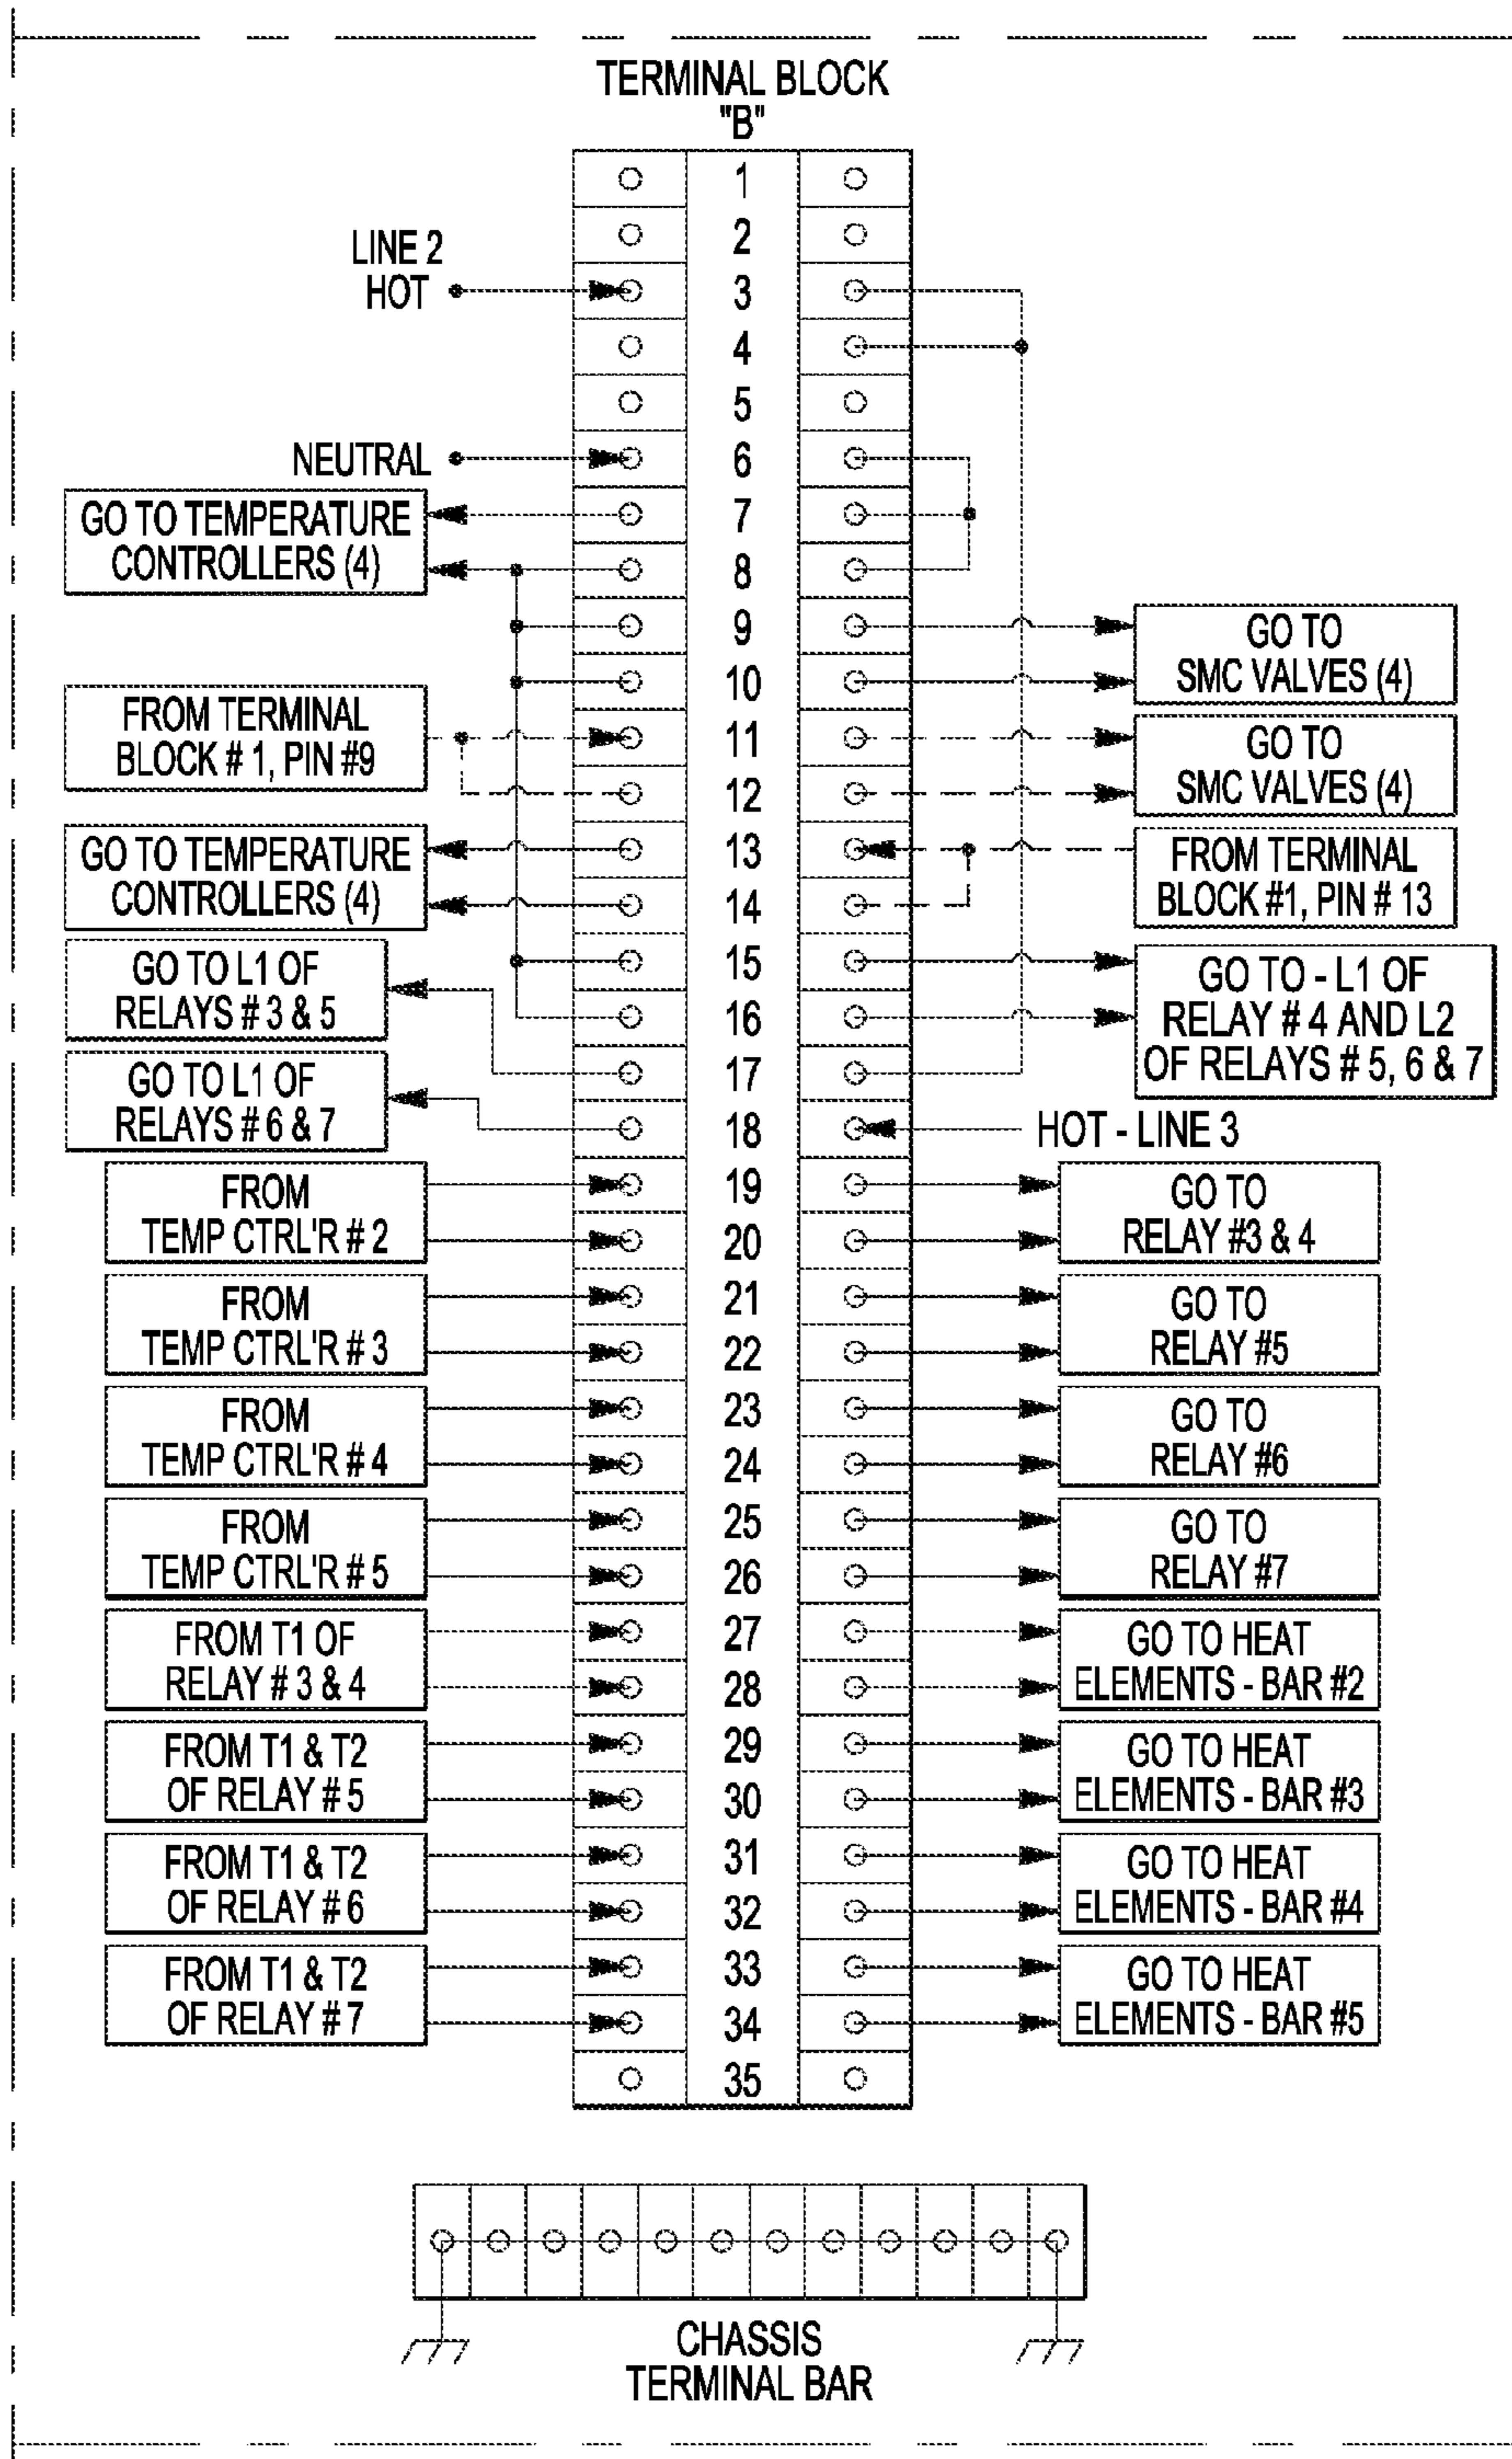 TERMINAL BLOCK
"B"
1
2
LINE 2
HOT
3
4
5
NEUTRAL
6
GO TO TEMPERATURE
CONTROLLERS (4)
7
8
9
GO TO
SMC VALVES (4)
10
FROM TERMINAL
BLOCK # 1, PIN #9
11
GO TO
SMC VALVES (4)
12
GO TO TEMPERATURE
CONTROLLERS (4)
13
FROM TERMINAL
BLOCK #1, PIN # 13
14
GO TO L1 OF
RELAYS # 3 & 5
15
GO TO - L1 OF
RELAY # 4 AND L2
OF RELAYS # 5, 6 & 7
16
17
GO TO L1 OF
RELAYS # 6 & 7
18
HOT - LINE 3
FROM
TEMP CTRL'R # 2
19
GO TO
RELAY #3 & 4
20
FROM
TEMP CTRL'R # 3
21
GO TO
RELAY #5
22
FROM
TEMP CTRL'R # 4
23
GO TO
RELAY #6
24
FROM
TEMP CTRL'R # 5
25
GO TO
RELAY #7
26
FROM T1 OF
RELAY # 3 & 4
27
GO TO HEAT
ELEMENTS - BAR #2
28
FROM T1 & T2
OF RELAY # 5
29
GO TO HEAT
ELEMENTS - BAR #3
30
FROM T1 & T2
OF RELAY # 6
31
GO TO HEAT
ELEMENTS - BAR #4
32
FROM T1 & T2
OF RELAY # 7
33
GO TO HEAT
ELEMENTS - BAR #5
34
35
CHASSIS
TERMINAL BAR